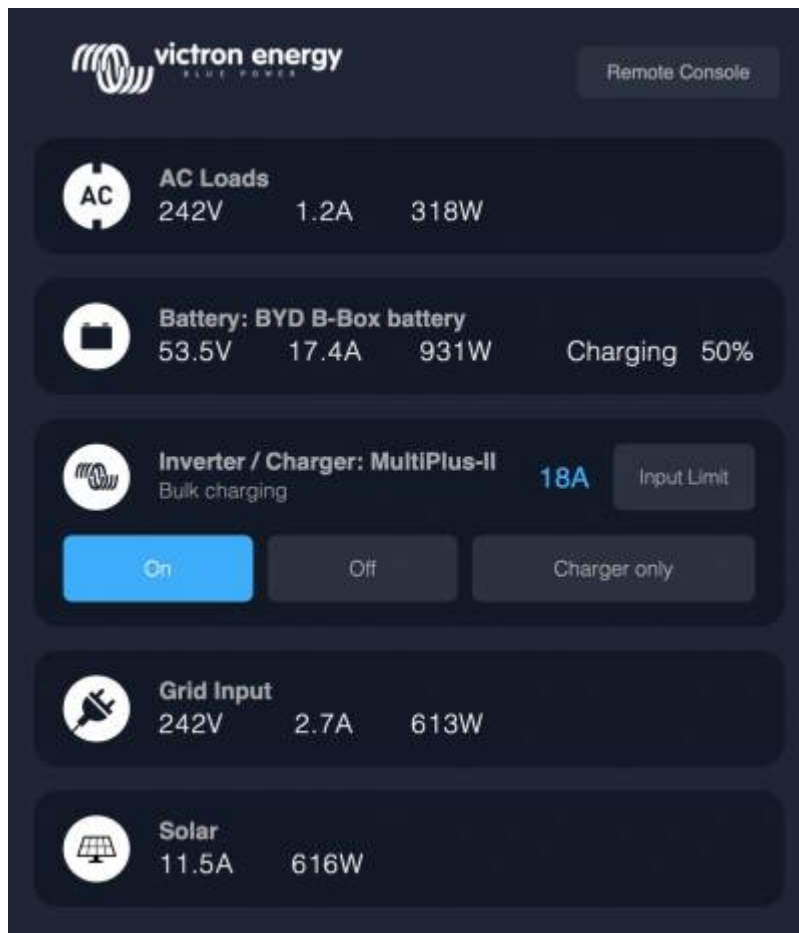 victron energy
BLUE POWER
Remote Console
AC
AC Loads
242V 1.2A 318W
Battery: BYD B-Box battery
53.5V 17.4A 931W Charging 50%
Inverter / Charger: MultiPlus-II
Bulk charging
18A
Input Limit
On Off Charger only
Grid Input
242V 2.7A 613W
Solar
11.5A 616W